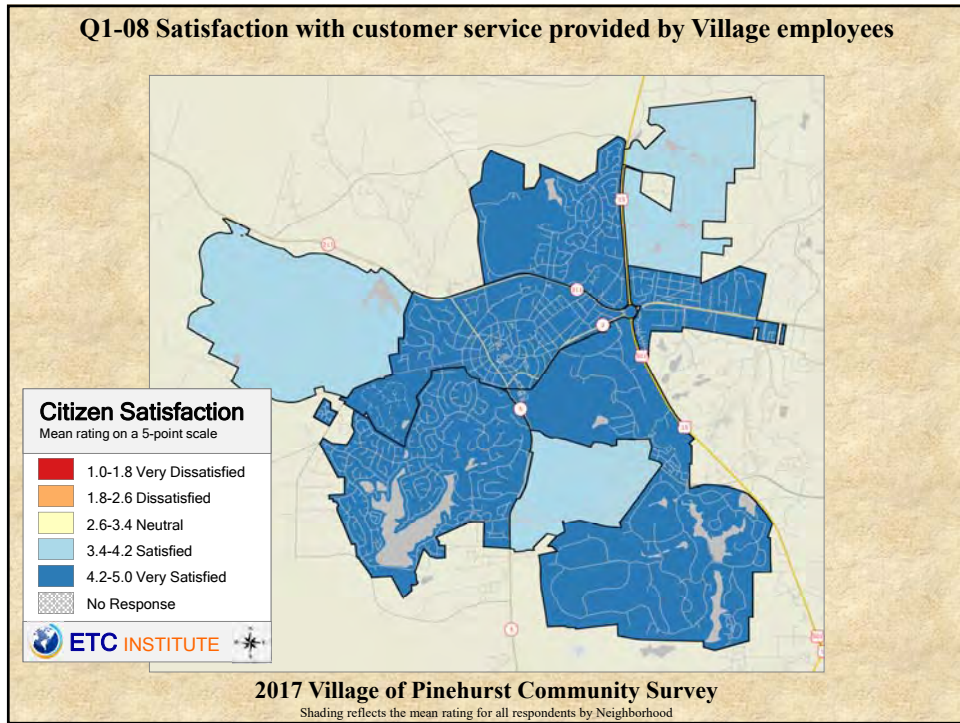 Q1-08 Satisfaction with customer service provided by Village employees
Citizen Satisfaction
Mean rating on a 5-point scale
1.0-1.8 Very Dissatisfied
1.8-2.6 Dissatisfied
2.6-3.4 Neutral
3.4-4.2 Satisfied
4.2-5.0 Very Satisfied
No Response
ETC INSTITUTE
2017 Village of Pinehurst Community Survey
Shading reflects the mean rating for all respondents by Neighborhood